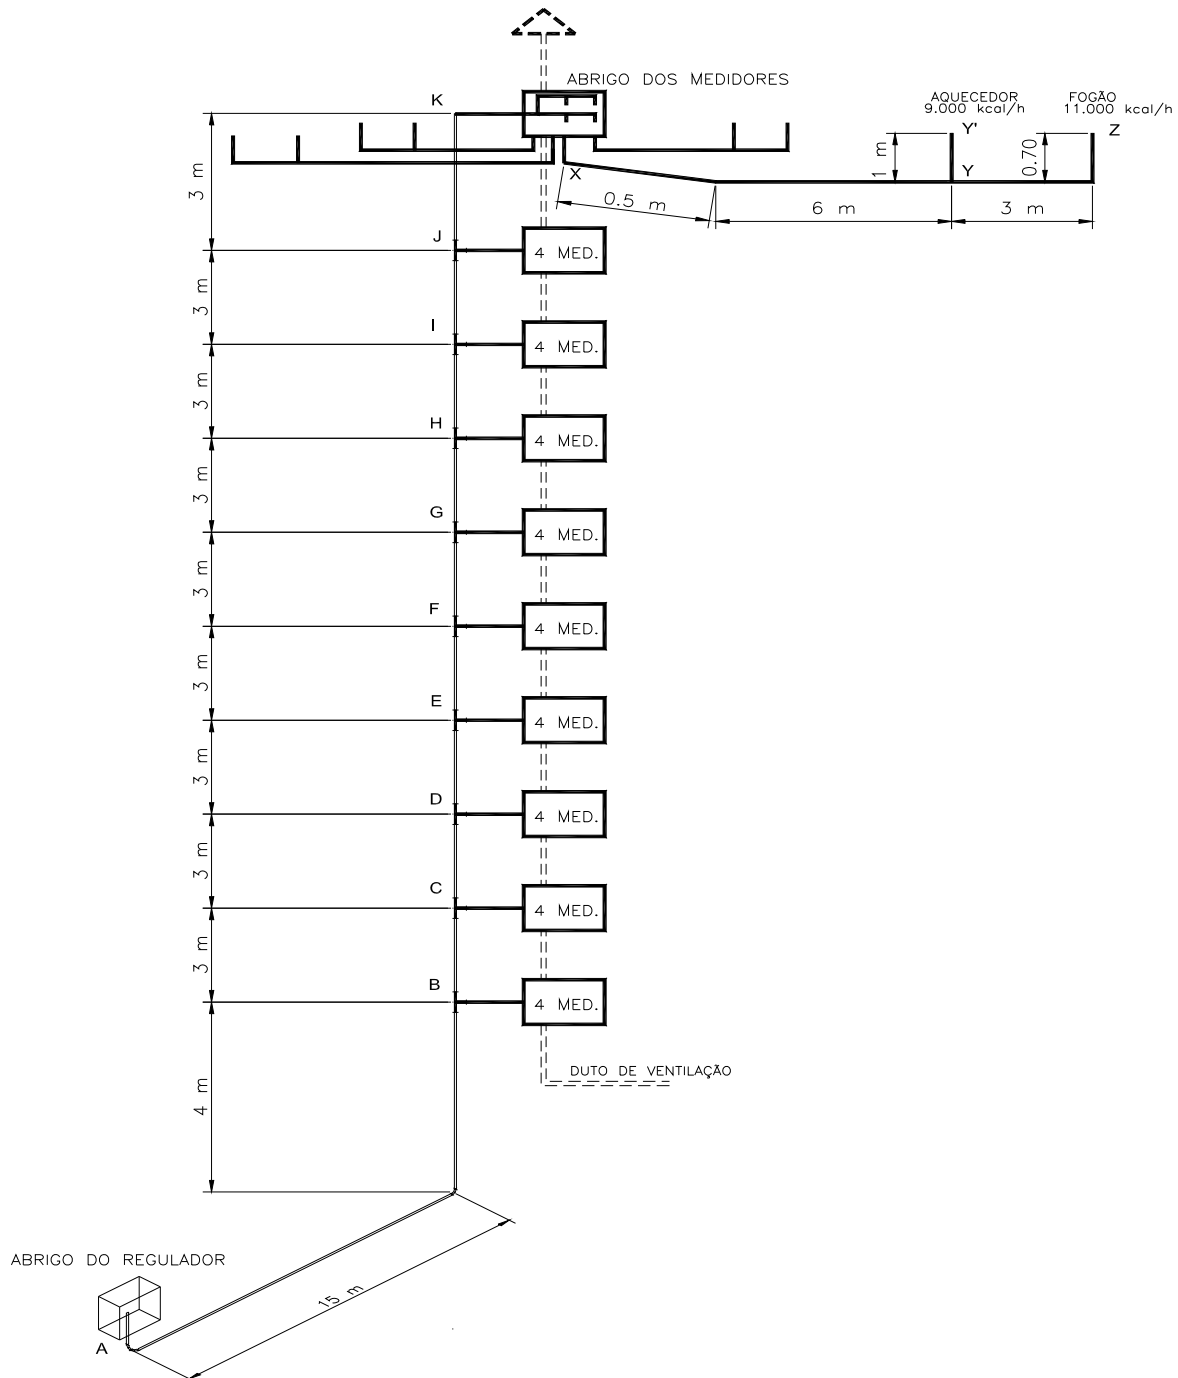 ABRIGO DOS MEDIDORES
K
AQUECEDOR
9.000 kcal/h
FOGÃO
11.000 kcal/h
Y'
Z
1 m
0.70
X
Y
0.5 m
6 m
3 m
3 m
J
4 MED.
3 m
I
4 MED.
3 m
H
4 MED.
3 m
G
4 MED.
3 m
F
4 MED.
3 m
E
4 MED.
3 m
D
4 MED.
3 m
C
4 MED.
3 m
B
4 MED.
DUTO DE VENTILAÇÃO
4 m
ABRIGO DO REGULADOR
15 m
A